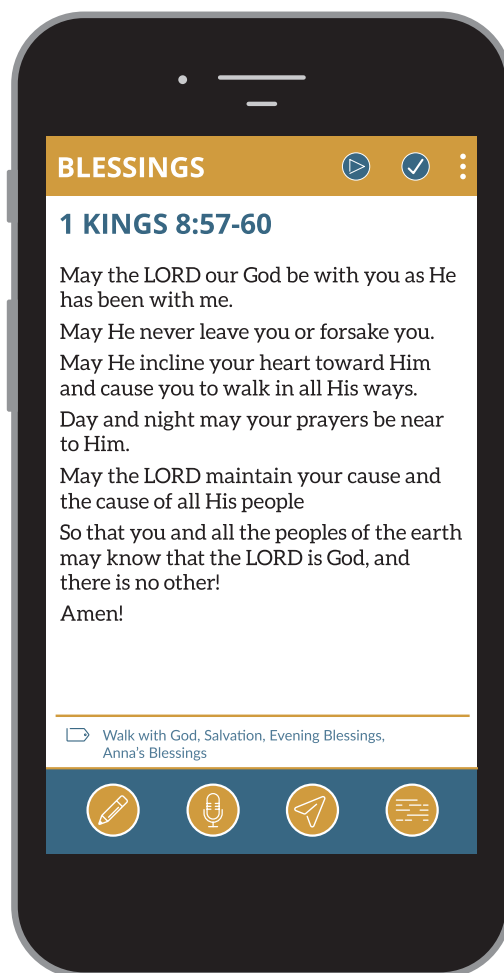 BLESSINGS
1 KINGS 8:57-60
May the LORD our God be with you as He
has been with me.
May He never leave you or forsake you.
May He incline your heart toward Him
and cause you to walk in all His ways.
Day and night may your prayers be near
to Him.
May the LORD maintain your cause and
the cause of all His people
So that you and all the peoples of the earth
may know that the LORD is God, and
there is no other!
Amen!
Walk with God, Salvation, Evening Blessings,
Anna's Blessings